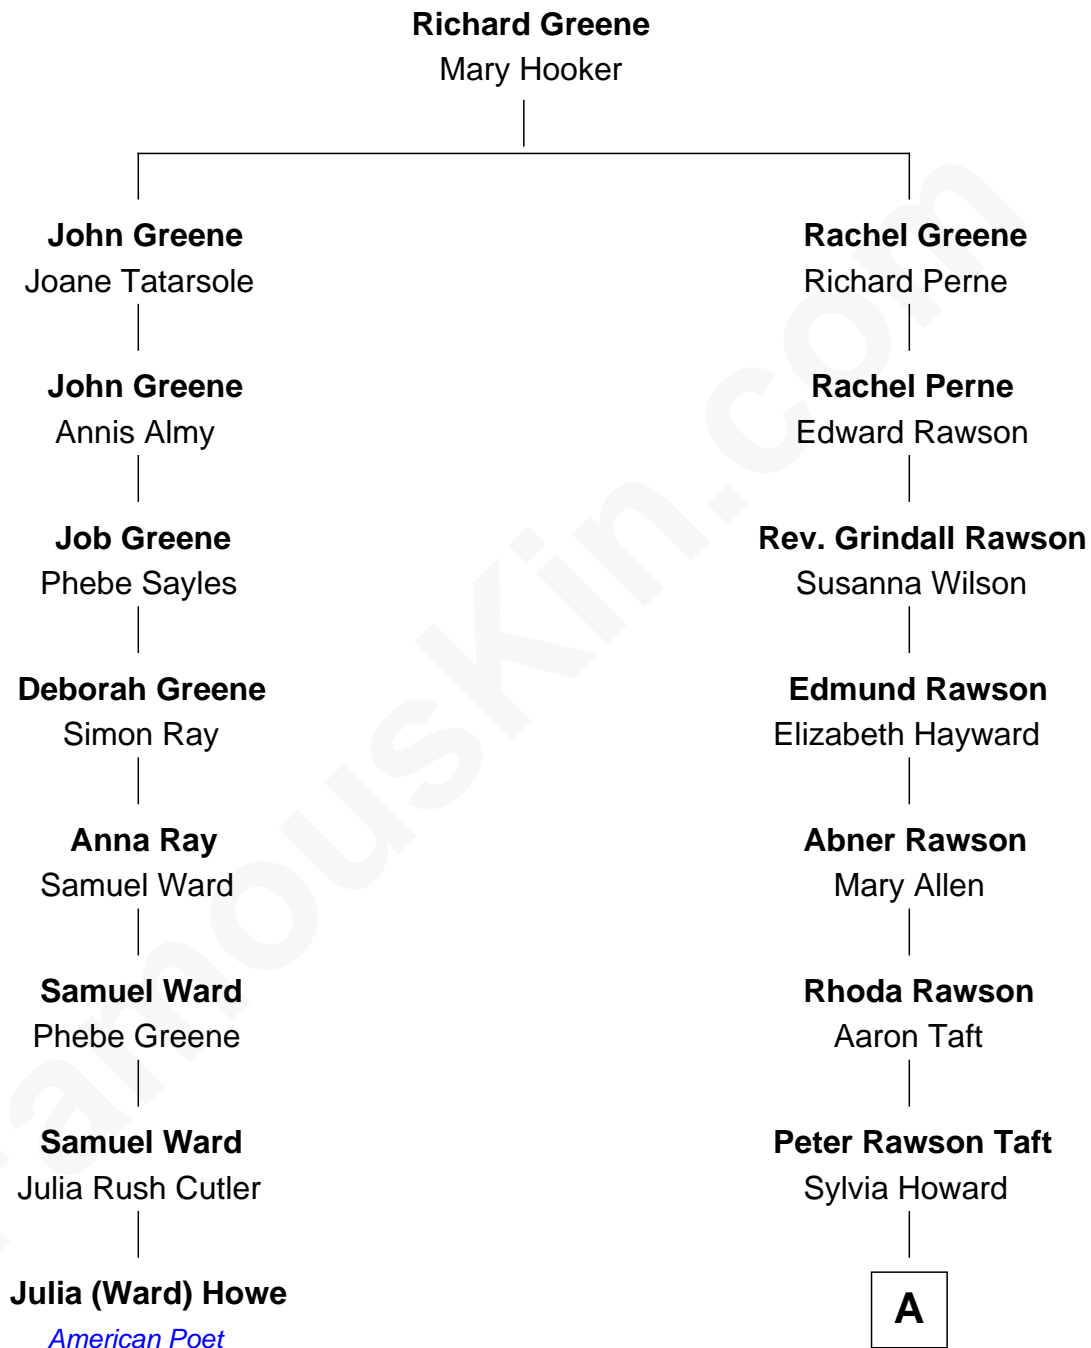 Richard Greene
Mary Hooker
John Greene
Joane Tatarsole
Rachel Greene
Richard Perne
John Greene
Annis Almy
Rachel Perne
Edward Rawson
Job Greene
Phebe Sayles
Rev. Grindall Rawson
Susanna Wilson
Deborah Greene
Simon Ray
Edmund Rawson
Elizabeth Hayward
Anna Ray
Samuel Ward
Abner Rawson
Mary Allen
Samuel Ward
Phebe Greene
Rhoda Rawson
Aaron Taft
Samuel Ward
Julia Rush Cutler
Peter Rawson Taft
Sylvia Howard
Julia (Ward) Howe
American Poet
A
FamousKin.com